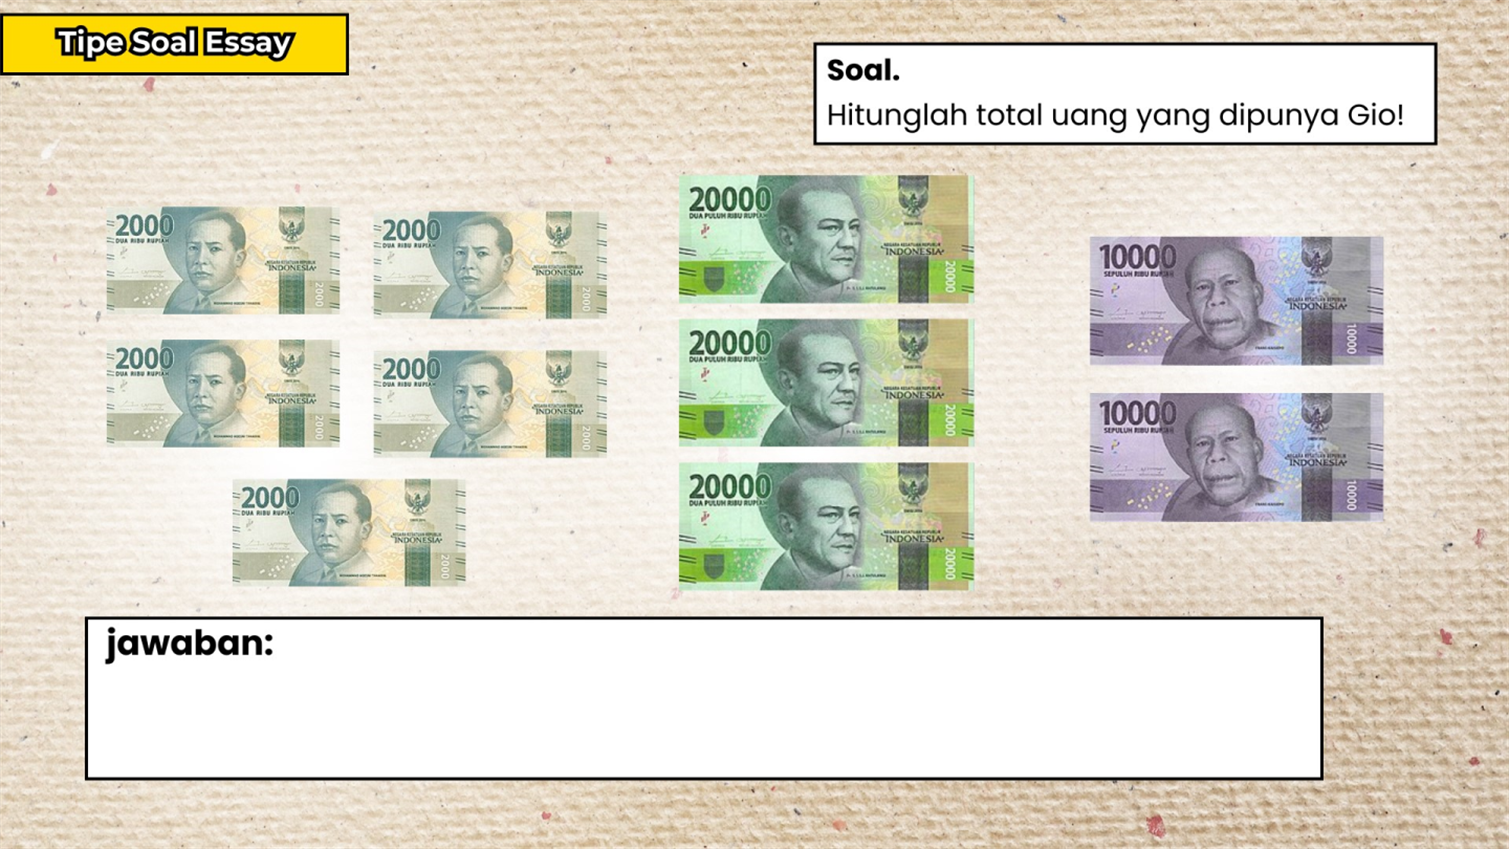 Tipe Soal Essay
Soal.
Hitunglah total uang yang dipunya Gio!
2000
DUA RIBU RUPIAH
INDONESIA
2000
2000
DUA RIBU RUPIAH
INDONESIA
2000
20000
DUA PULUH RIBU RUPIAH
INDONESIA
20000
10000
SEPULUH RIBU RUPIAH
INDONESIA
10000
2000
DUA RIBU RUPIAH
INDONESIA
2000
2000
DUA RIBU RUPIAH
INDONESIA
2000
20000
DUA PULUH RIBU RUPIAH
INDONESIA
20000
10000
SEPULUH RIBU RUPIAH
INDONESIA
10000
2000
DUA RIBU RUPIAH
INDONESIA
2000
20000
DUA PULUH RIBU RUPIAH
INDONESIA
20000
jawaban: